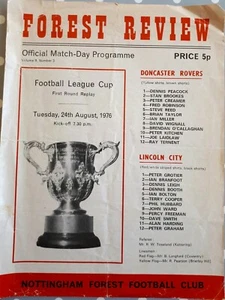 FOREST REVIEW
Official Match-Day Programme
PRICE 5p
Football League Cup
First Round Replay
Tuesday, 24th August, 1976
Kick-off 7.30 p.m.
DONCASTER ROVERS
1—DENNIS PEACOCK
2—STAN BROOKES
3—PETER CREAMER
4—FRED ROBINSON
5—STEVE REED
6—BRIAN TAYLOR
7—IAN MILLER
8—DAVID WIGNALL
9—BRENDAN O'CALLAGHAN
10—PETER KITCHEN
11—JOE LAIDLAW
12—RAY TERNENT
LINCOLN CITY
1—PETER GROTIER
2—IAN BRANFOOT
3—DENNIS LEIGH
4—DENNIS BOOTH
5—IAN BOLTON
6—TERRY COOPER
7—PHIL HUBBARD
8—JOHN WARD
9—PERCY FREEMAN
10—DAVE SMITH
11—ALAN HARDING
12—PETER GRAHAM
Referee:
NOTTINGHAM FOREST FOOTBALL CLUB